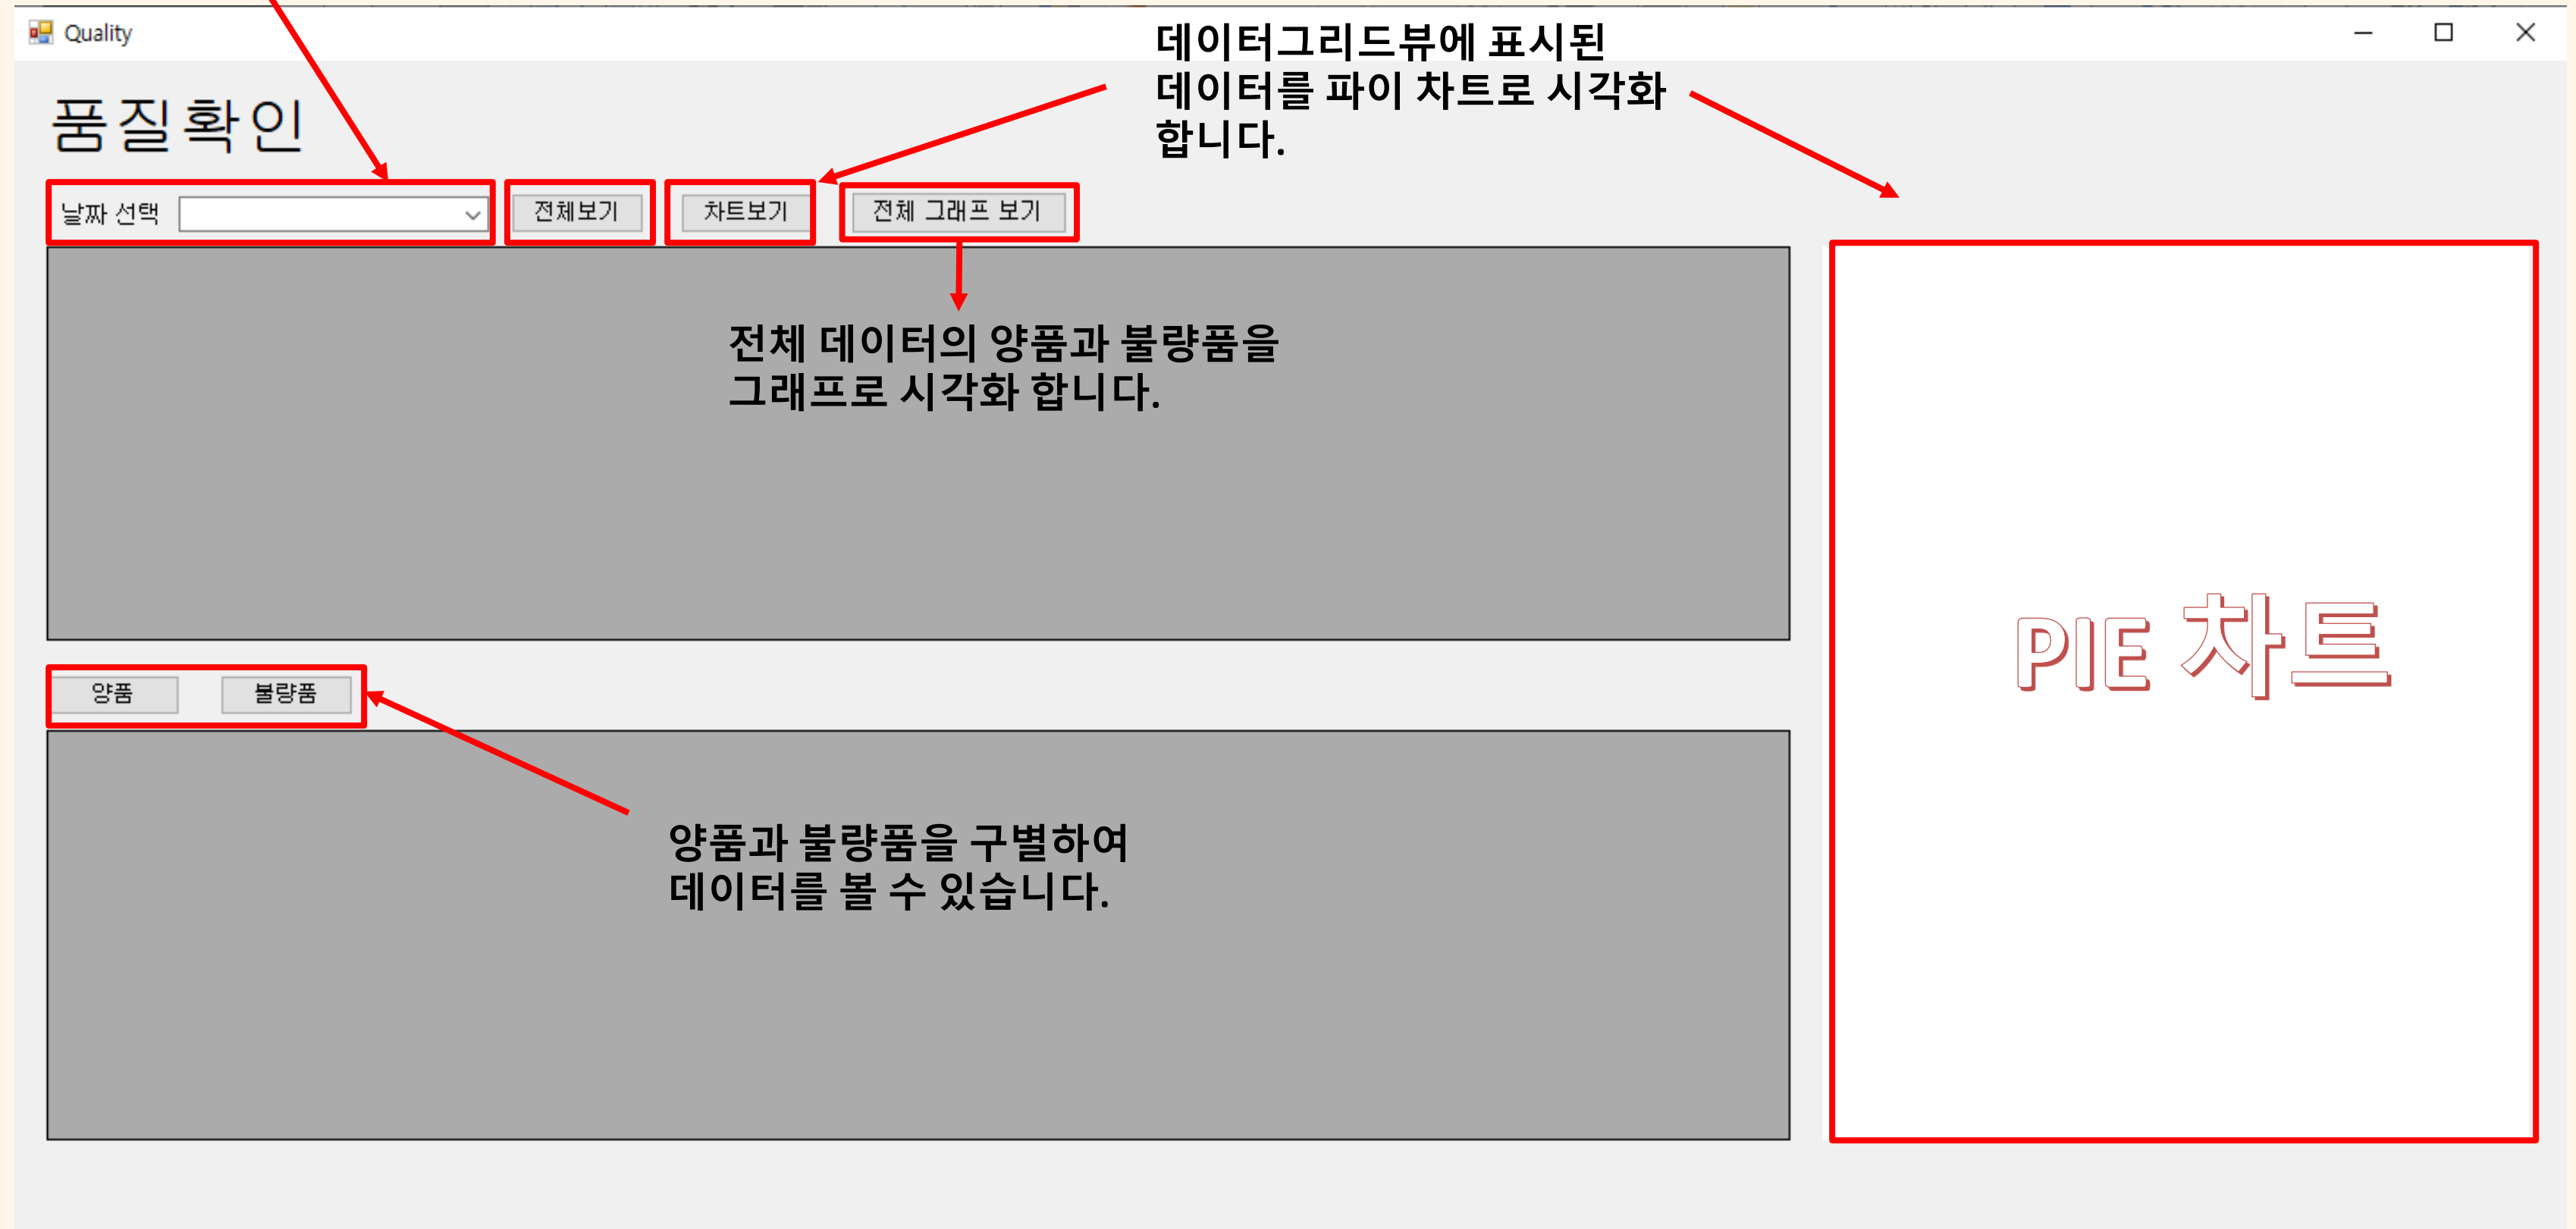 Quality
데이터그리드뷰에 표시된
데이터를 파이 차트로 시각화
합니다.
품질확인
날짜 선택
전체보기
차트보기
전체 그래프 보기
전체 데이터의 양품과 불량품을
그래프로 시각화 합니다.
PIE 차트
양품
불량품
양품과 불량품을 구별하여
데이터를 볼 수 있습니다.